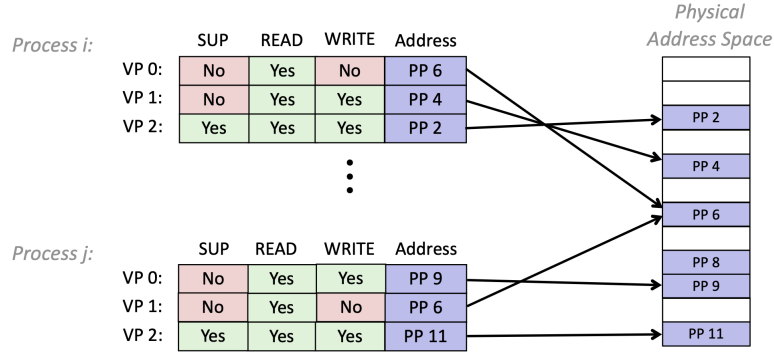 Physical
Address Space
Process i:
SUP READ WRITE Address
VP 0: No Yes No PP 6
VP 1: No Yes Yes PP 4
VP 2: Yes Yes Yes PP 2
PP 2
PP 4
PP 6
PP 8
PP 9
PP 11
Process j:
SUP READ WRITE Address
VP 0: No Yes Yes PP 9
VP 1: No Yes No PP 6
VP 2: Yes Yes Yes PP 11